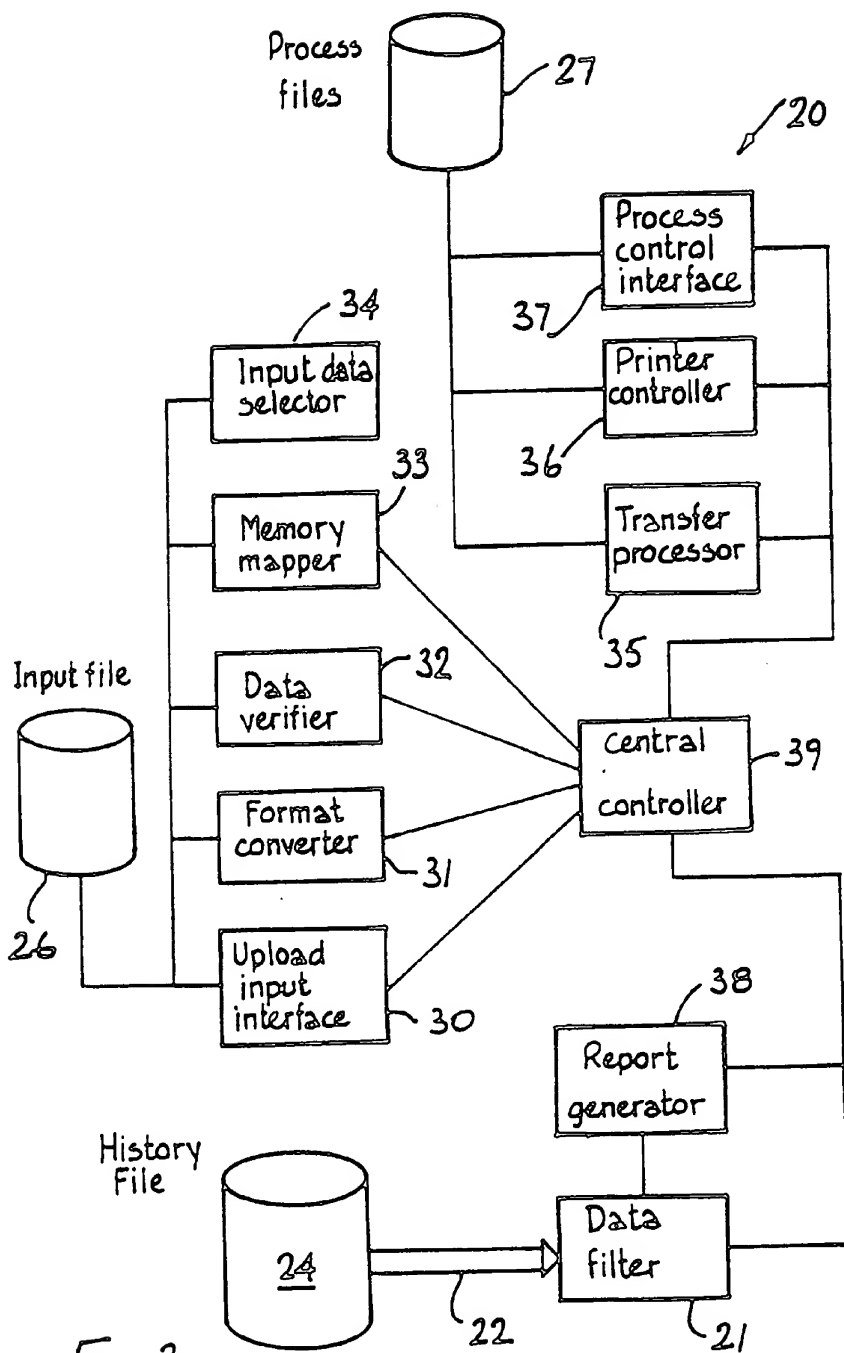 Process
files
27
20
Process
control
interface
37
34
Input data
selector
Printer
controller
36
33
Memory
mapper
Transfer
processor
35
Input file
32
Data
verifier
Central
controller
39
Format
converter
31
26
Upload
input
interface
30
38
Report
generator
History
File
24
Data
filter
22
21